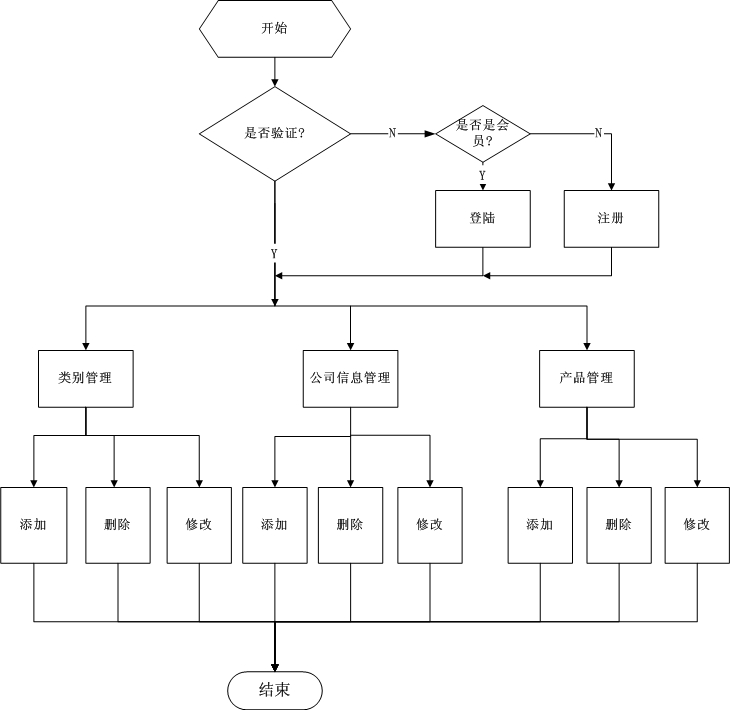 开始
是否验证?
N
是否是会
员?
N
Y
登陆
注册
Y
类别管理
公司信息管理
产品管理
添加
删除
修改
添加
删除
修改
添加
删除
修改
结束